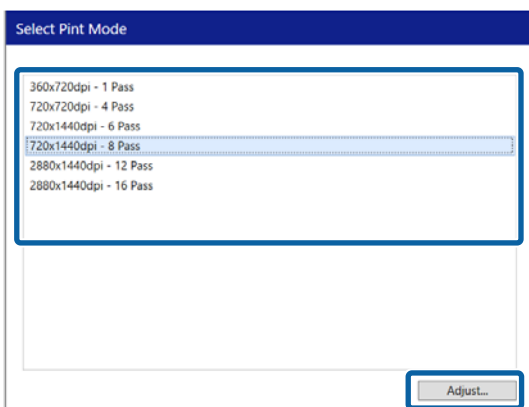 Select Pint Mode
360x720dpi - 1 Pass
720x720dpi - 4 Pass
720x1440dpi - 6 Pass
720x1440dpi - 8 Pass
2880x1440dpi - 12 Pass
2880x1440dpi - 16 Pass
Adjust...